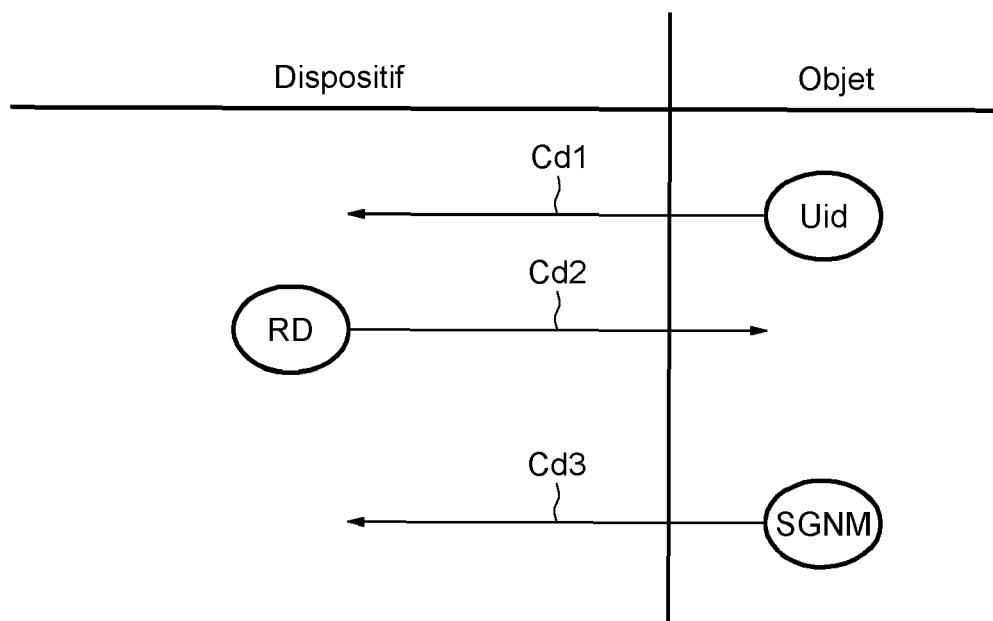 Dispositif
Objet
Cd1
Uid
Cd2
RD
Cd3
SGNM